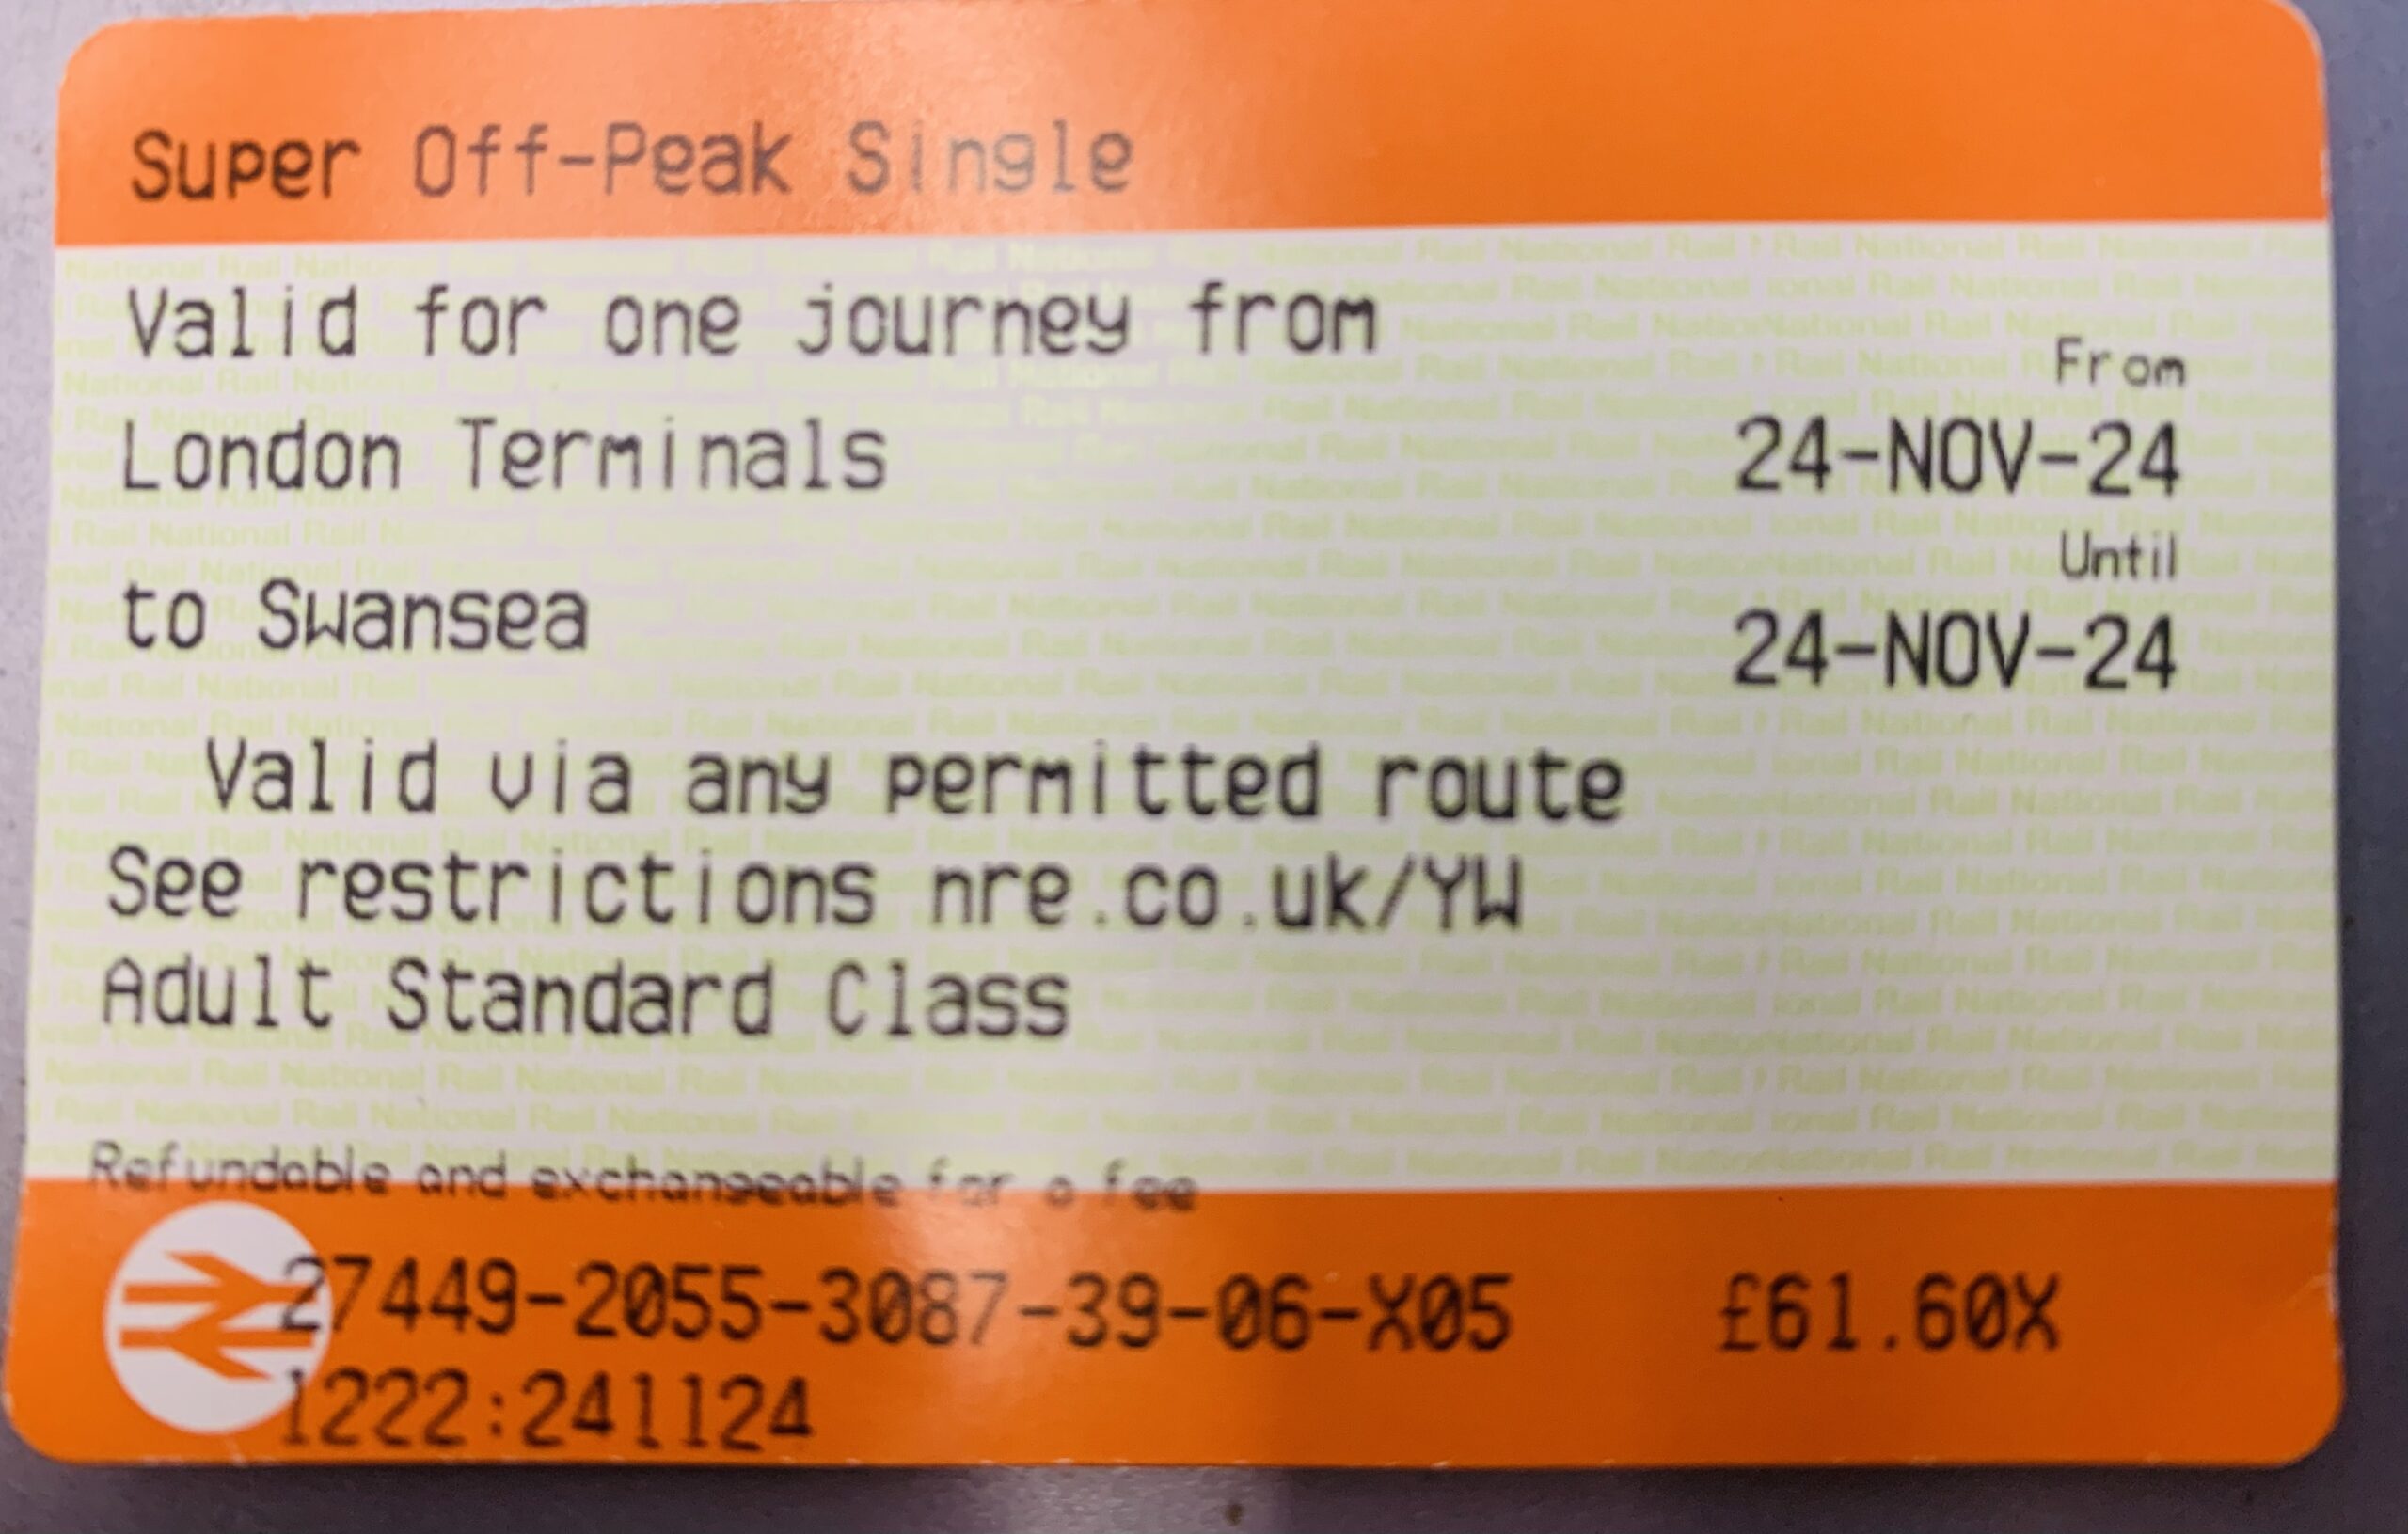 Super Off-Peak Single
Valid for one journey from
From
London Terminals 24-NOV-24
Until
to Swansea 24-NOV-24
Valid via any permitted route
See restrictions nre.co.uk/YW
Adult Standard Class
Refundable and exchangeable for a fee
27449-2055-3087-39-06-X05 £61.60X
1222:241124